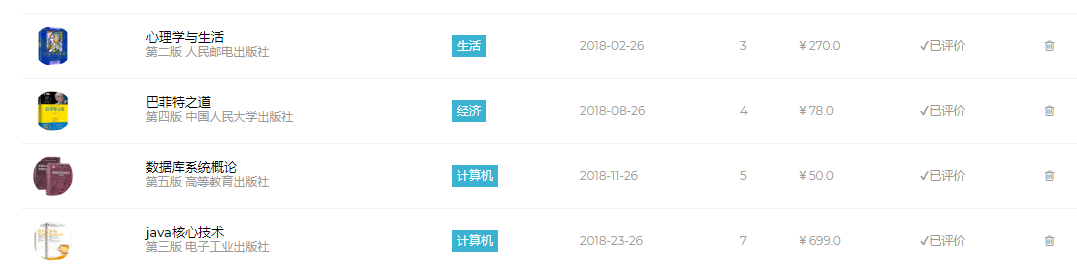 心理学与生活
第二版 人民邮电出版社
生活
2018-02-26
3
¥ 270.0
✓已评价
巴菲特之道
第四版 中国人民大学出版社
经济
2018-08-26
4
¥ 78.0
✓已评价
数据库系统概论
第五版 高等教育出版社
计算机
2018-11-26
5
¥ 50.0
✓已评价
java核心技术
第三版 电子工业出版社
计算机
2018-23-26
7
¥ 699.0
✓已评价